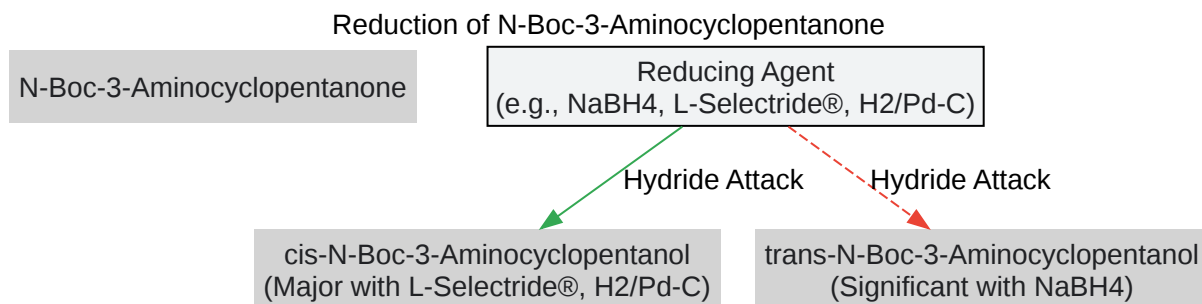 Reduction of N-Boc-3-Aminocyclopentanone
N-Boc-3-Aminocyclopentanone
Reducing Agent
(e.g., NaBH4, L-Selectride®, H2/Pd-C)
Hydride Attack
Hydride Attack
cis-N-Boc-3-Aminocyclopentanol
(Major with L-Selectride®, H2/Pd-C)
trans-N-Boc-3-Aminocyclopentanol
(Significant with NaBH4)